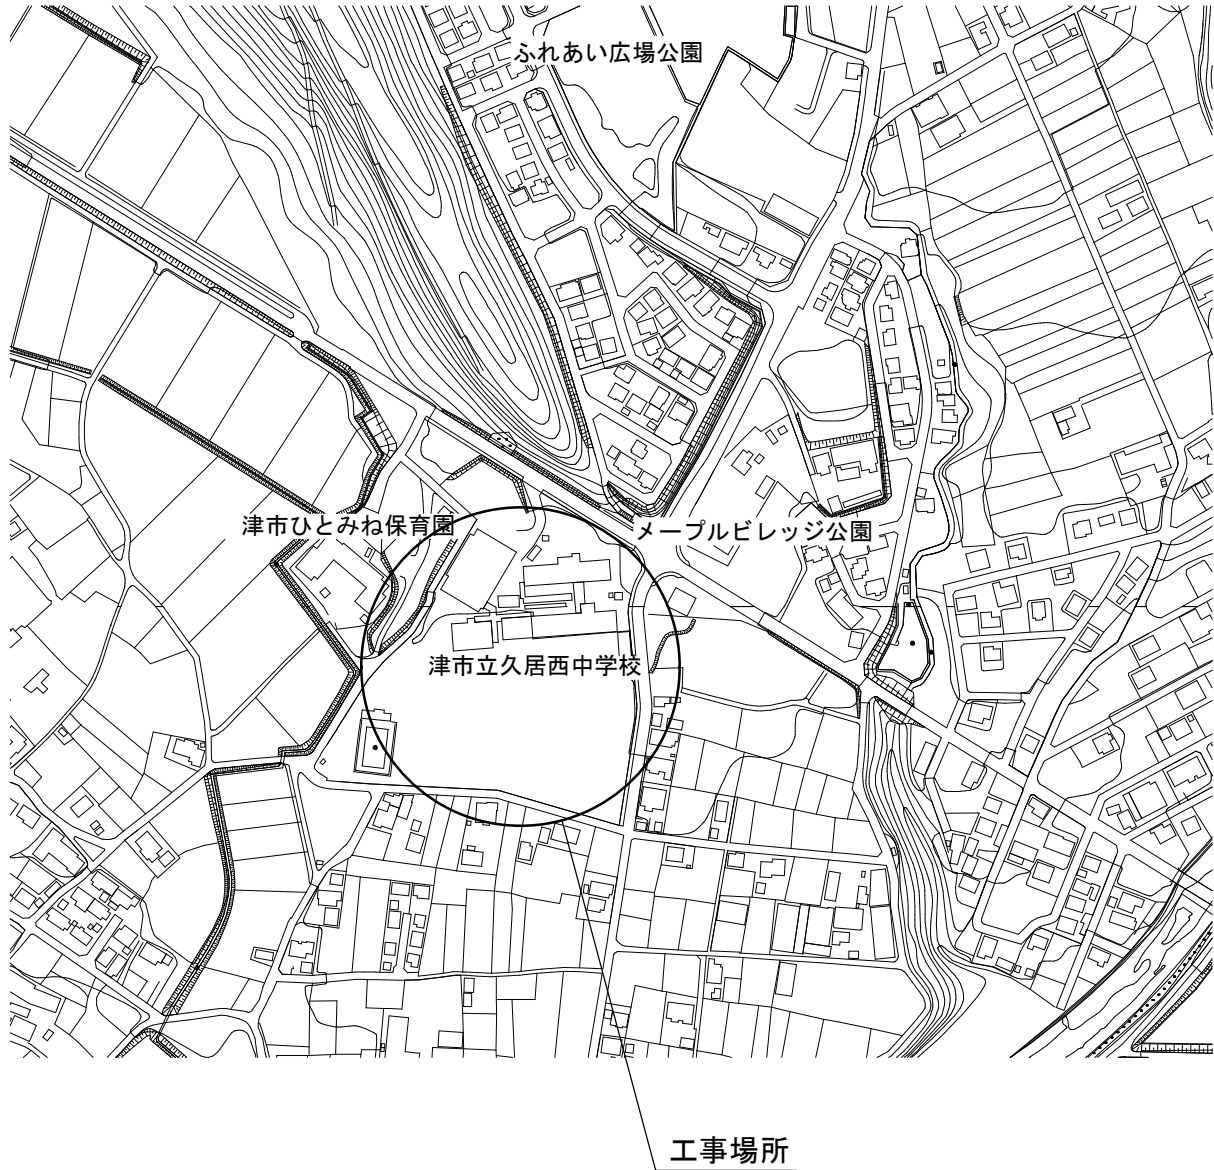 ふれあい広場公園
津市ひとみね保育園
メープルビレッジ公園
津市立久居西中学校
工事場所